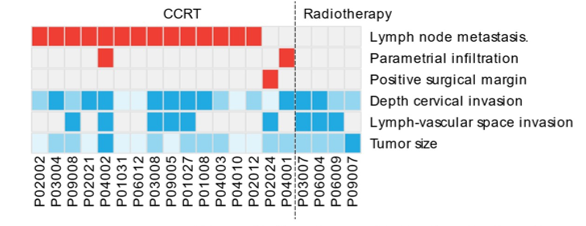 CCRT Radiotherapy
Lymph node metastasis.
Parametrial infiltration
Positive surgical margin
Depth cervical invasion
Lymph-vascular space invasion
Tumor size
P02002
P03004
P09008
P02021
P04002
P01031
P06012
P03008
P09005
P01027
P01008
P04003
P04010
P02012
P02024
P04001
P03007
P06004
P06009
P09007